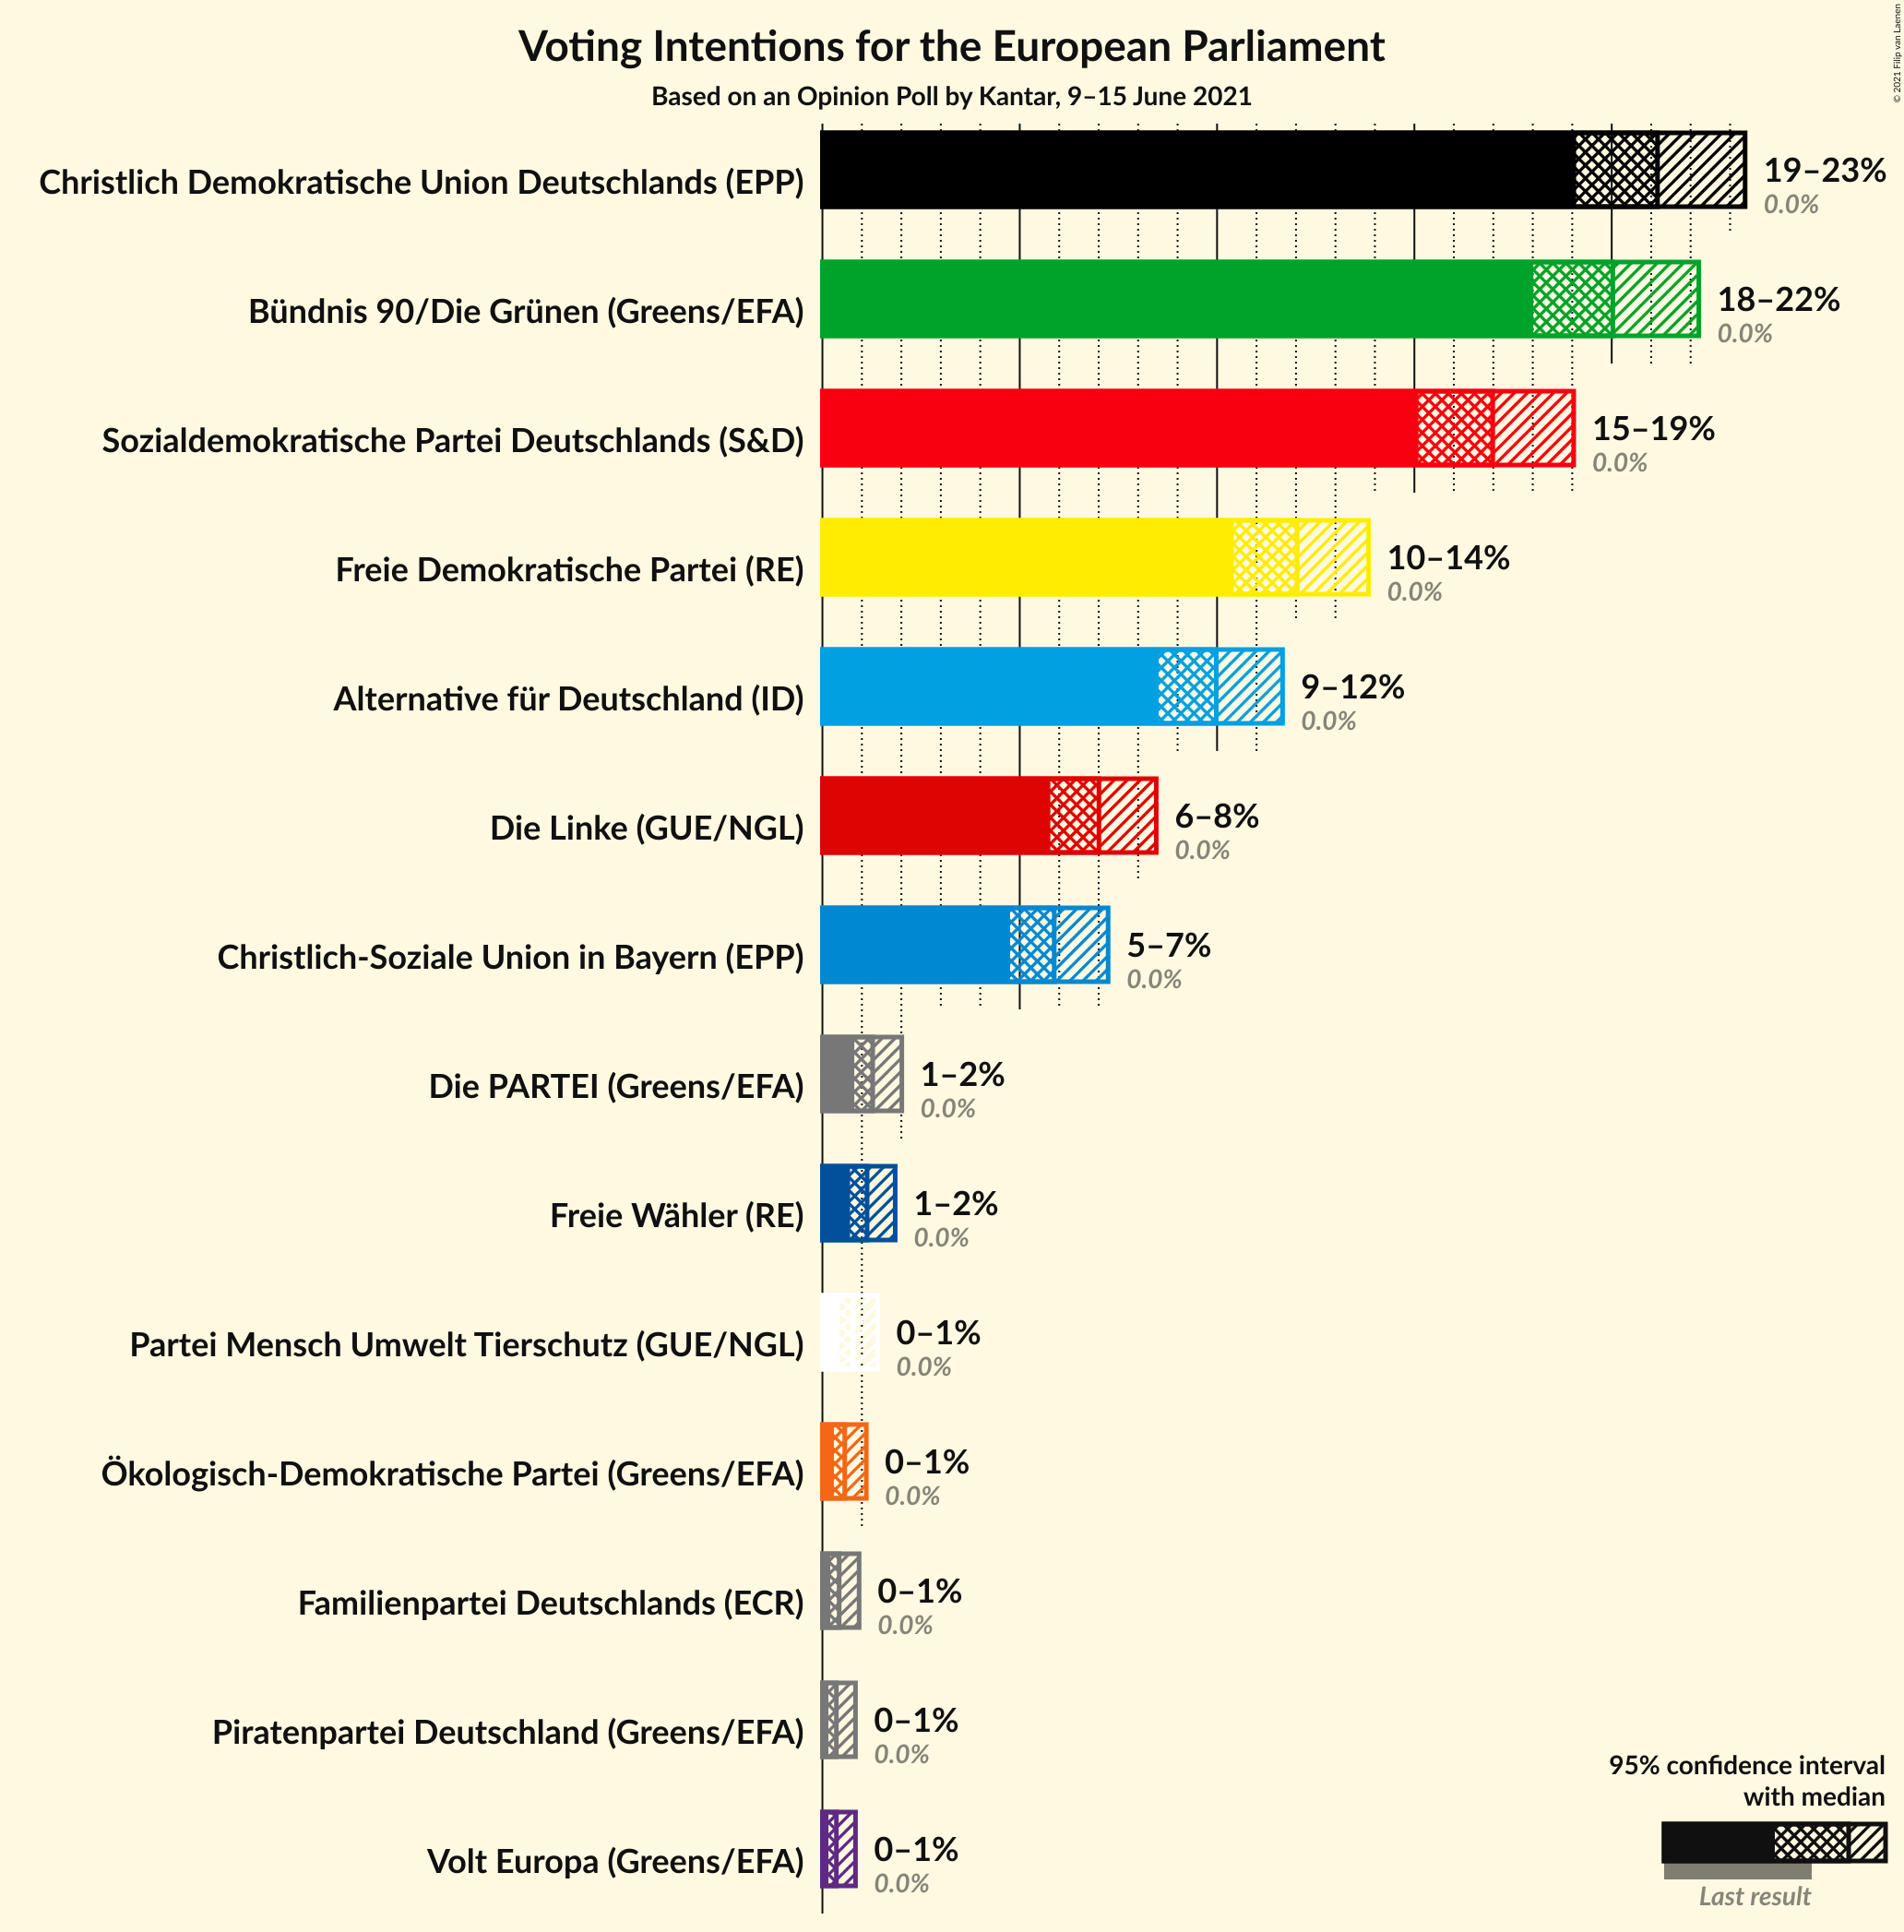 Voting Intentions for the European Parliament
Based on an Opinion Poll by Kantar, 9–15 June 2021
© 2021 Filip van Laenen
Christlich Demokratische Union Deutschlands (EPP)
19–23%
0.0%
Bündnis 90/Die Grünen (Greens/EFA)
18–22%
0.0%
Sozialdemokratische Partei Deutschlands (S&D)
15–19%
0.0%
Freie Demokratische Partei (RE)
10–14%
0.0%
Alternative für Deutschland (ID)
9–12%
0.0%
Die Linke (GUE/NGL)
6–8%
0.0%
Christlich-Soziale Union in Bayern (EPP)
5–7%
0.0%
Die PARTEI (Greens/EFA)
1–2%
0.0%
Freie Wähler (RE)
1–2%
0.0%
Partei Mensch Umwelt Tierschutz (GUE/NGL)
0–1%
0.0%
Ökologisch-Demokratische Partei (Greens/EFA)
0–1%
0.0%
Familienpartei Deutschlands (ECR)
0–1%
0.0%
Piratenpartei Deutschland (Greens/EFA)
0–1%
0.0%
Volt Europa (Greens/EFA)
0–1%
0.0%
95% confidence interval
with median
Last result